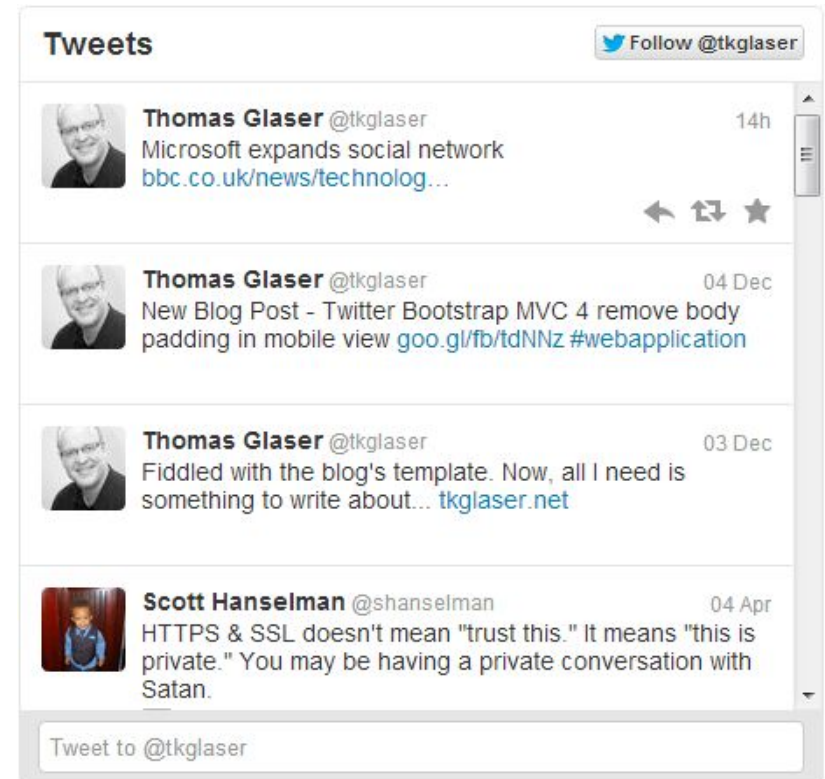 Tweets
Follow @tkglaser
Thomas Glaser @tkglaser 14h
Microsoft expands social network
bbc.co.uk/news/technolog...
Thomas Glaser @tkglaser 04 Dec
New Blog Post - Twitter Bootstrap MVC 4 remove body
padding in mobile view goo.gl/fb/tdNNz #webapplication
Thomas Glaser @tkglaser 03 Dec
Fiddled with the blog's template. Now, all I need is
something to write about... tkglaser.net
Scott Hanselman @shanselman 04 Apr
HTTPS & SSL doesn't mean "trust this." It means "this is
private." You may be having a private conversation with
Satan.
Tweet to @tkglaser